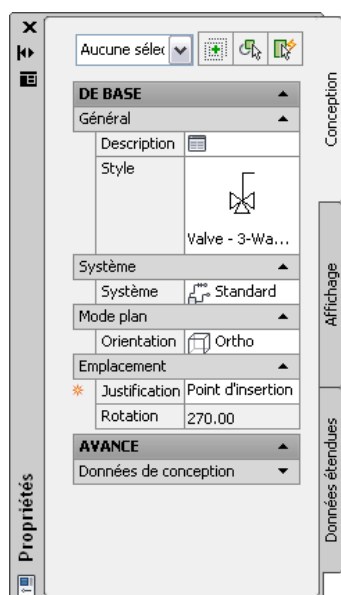 Aucune sélec
DE BASE
Général
Description
Style
Valve - 3-Wa...
Système
Système Standard
Mode plan
Orientation Ortho
Emplacement
Justification Point d'insertion
Rotation 270.00
AVANCE
Données de conception
Conception
Affichage
Données étendues
Propriétés